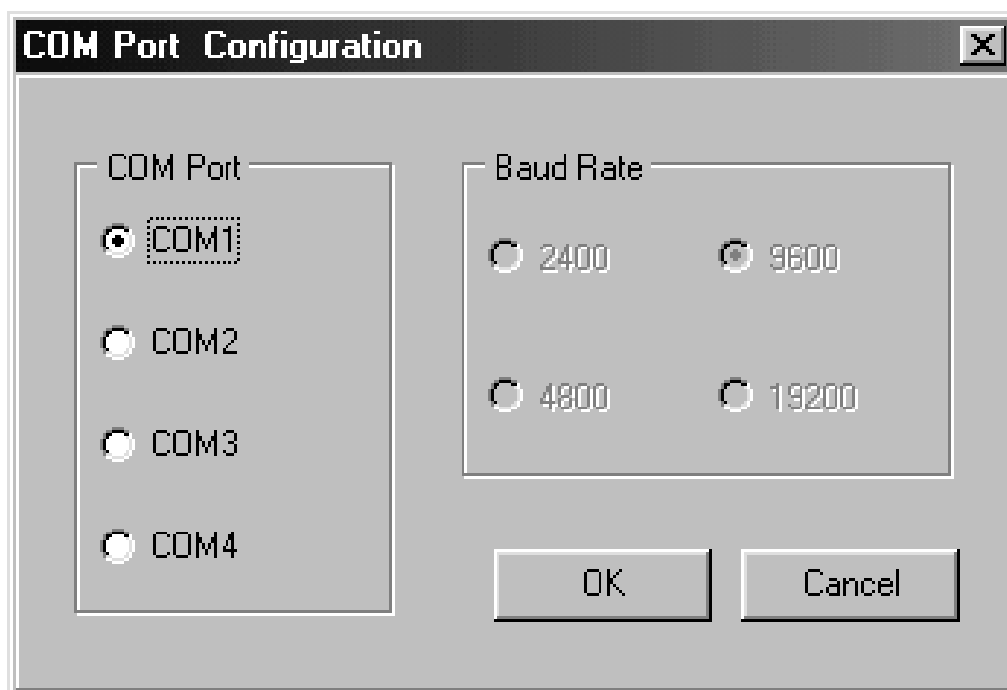 COM Port Configuration
COM Port
COM1
COM2
COM3
COM4
Baud Rate
2400
9600
4800
19200
OK
Cancel